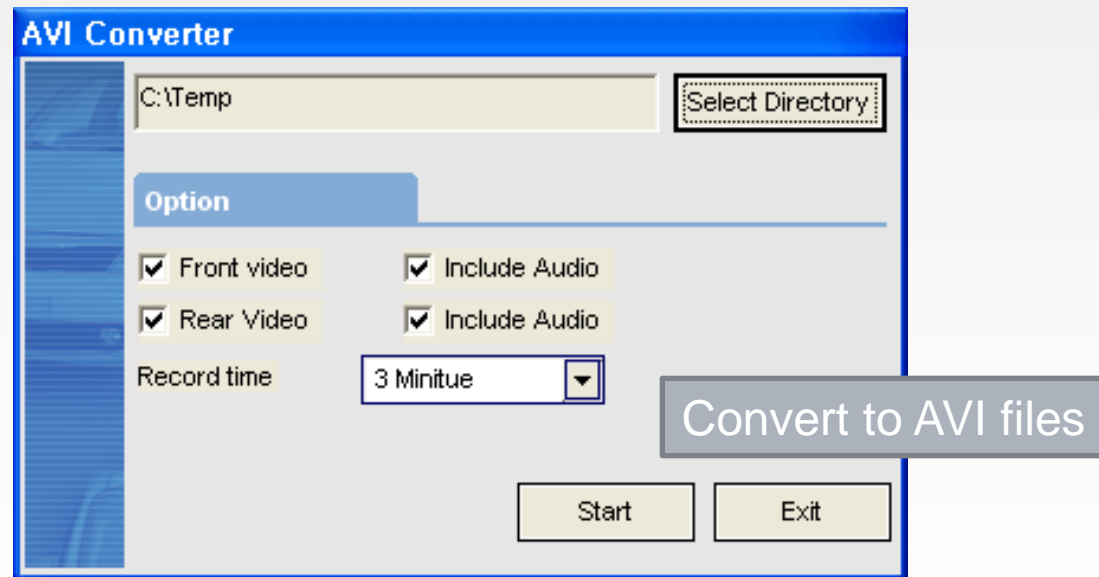 AVI Converter
C:\Temp
Select Directory
Option
Front video
Include Audio
Rear Video
Include Audio
Record time
3 Minitue
Convert to AVI files
Start
Exit